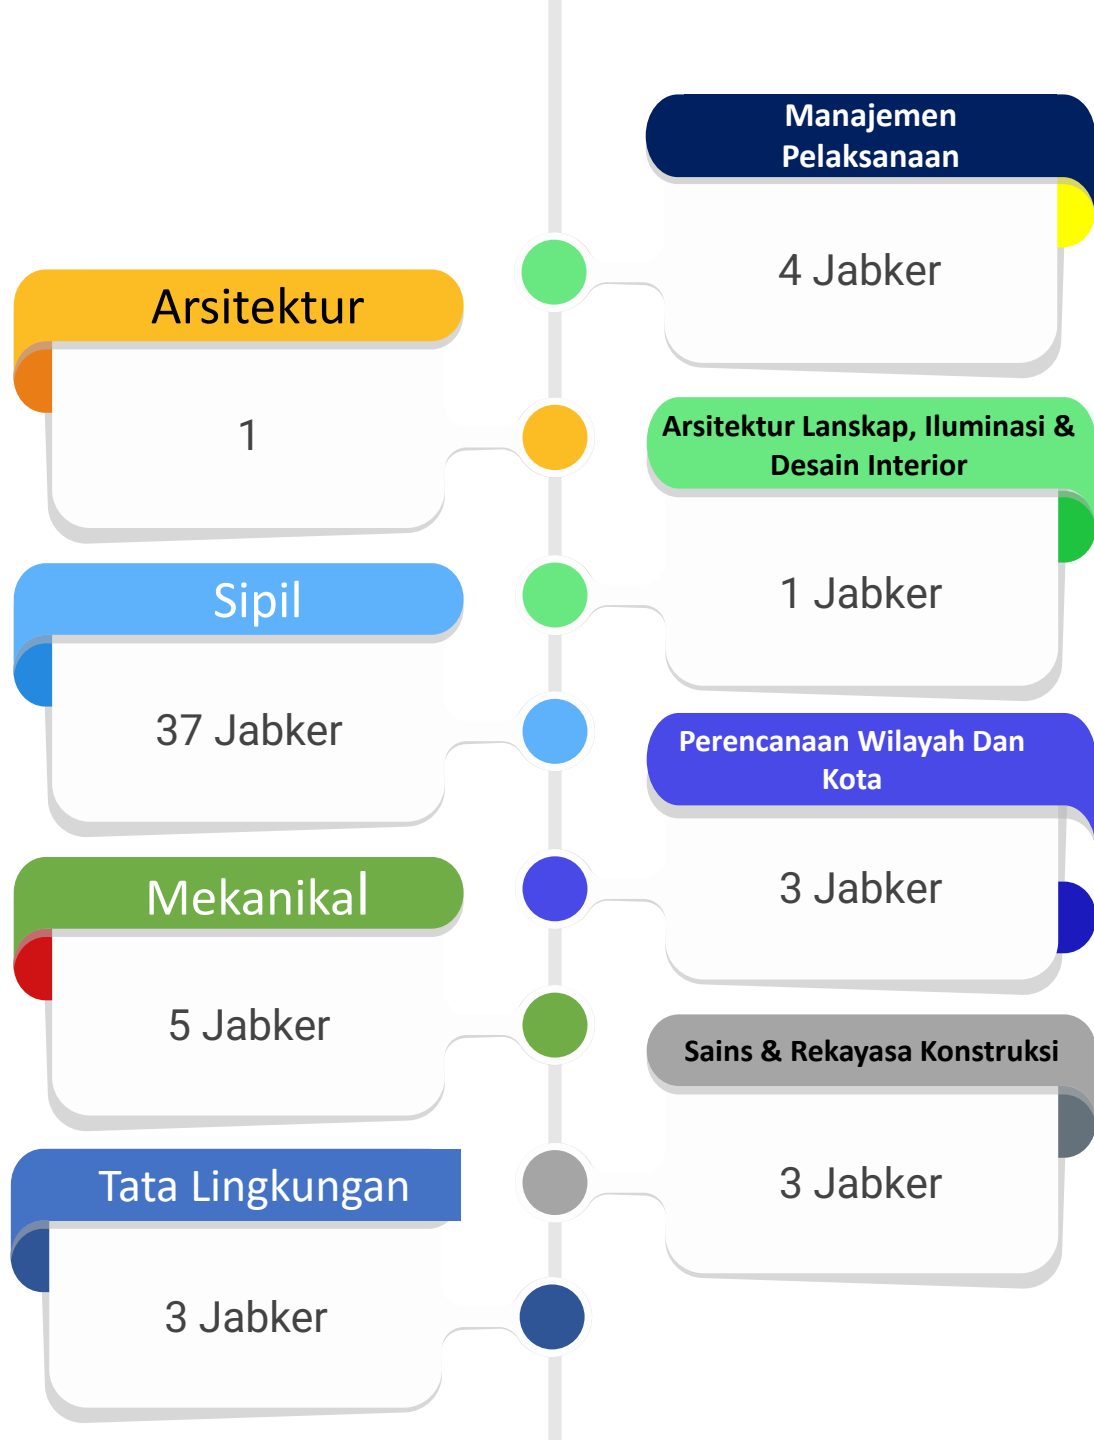 Manajemen
Pelaksanaan
4 Jabker
Arsitektur
1
Arsitektur Lanskap, Iluminasi &
Desain Interior
1 Jabker
Sipil
37 Jabker
Perencanaan Wilayah Dan
Kota
3 Jabker
Mekanikal
5 Jabker
Sains & Rekayasa Konstruksi
3 Jabker
Tata Lingkungan
3 Jabker